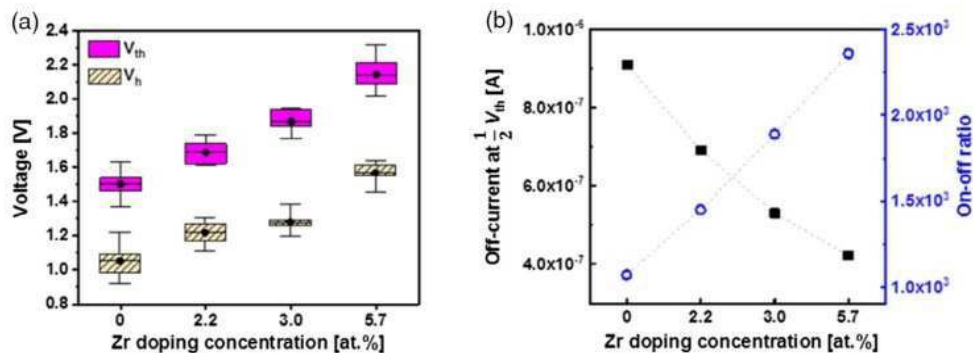 (a)
2.4
2.2
2.0
1.8
1.6
1.4
1.2
1.0
0.8
Voltage [V]
V_th
V_h
0 2.2 3.0 5.7
Zr doping concentration [at.%]
(b)
1.0x10⁻⁶
8.0x10⁻⁷
6.0x10⁻⁷
4.0x10⁻⁷
Off-current at 1/2 V_th [A]
2.5x10³
2.0x10³
1.5x10³
1.0x10³
On-off ratio
0 2.2 3.0 5.7
Zr doping concentration [at.%]